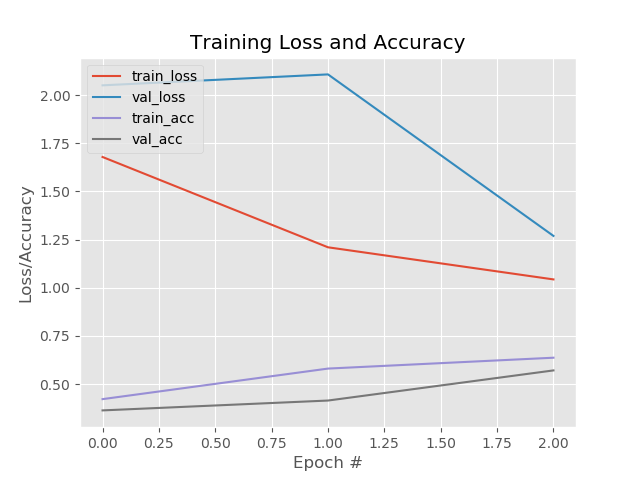 Training Loss and Accuracy
train_loss
val_loss
train_acc
val_acc
2.00
1.75
1.50
1.25
1.00
0.75
0.50
Loss/Accuracy
0.00 0.25 0.50 0.75 1.00 1.25 1.50 1.75 2.00
Epoch #